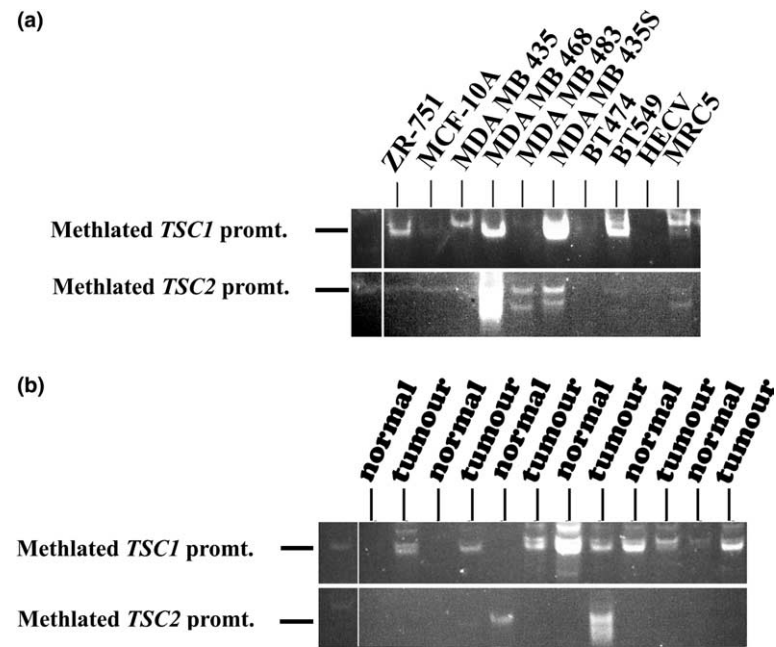 (a)
ZR-751
MCF-10A
MDA MB 435
MDA MB 468
MDA MB 483
MDA MB 435S
BT474
BT549
HECV
MRC5
Methlated TSC1 promt.
Methlated TSC2 promt.
(b)
normal
tumour
normal
tumour
normal
tumour
normal
tumour
normal
tumour
normal
tumour
Methlated TSC1 promt.
Methlated TSC2 promt.